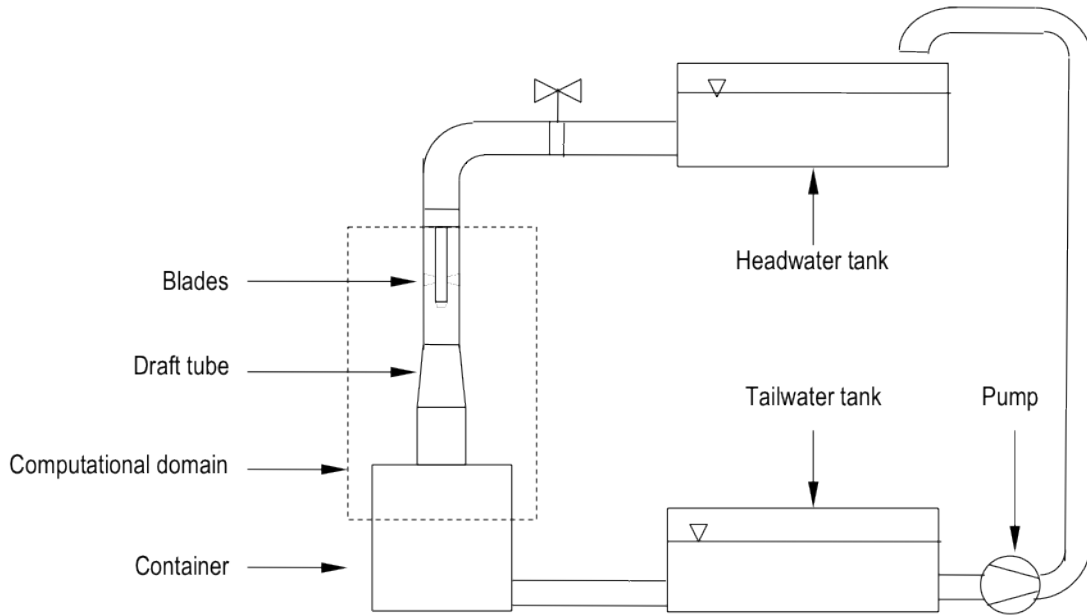 Headwater tank
Blades
Draft tube
Tailwater tank
Pump
Computational domain
Container